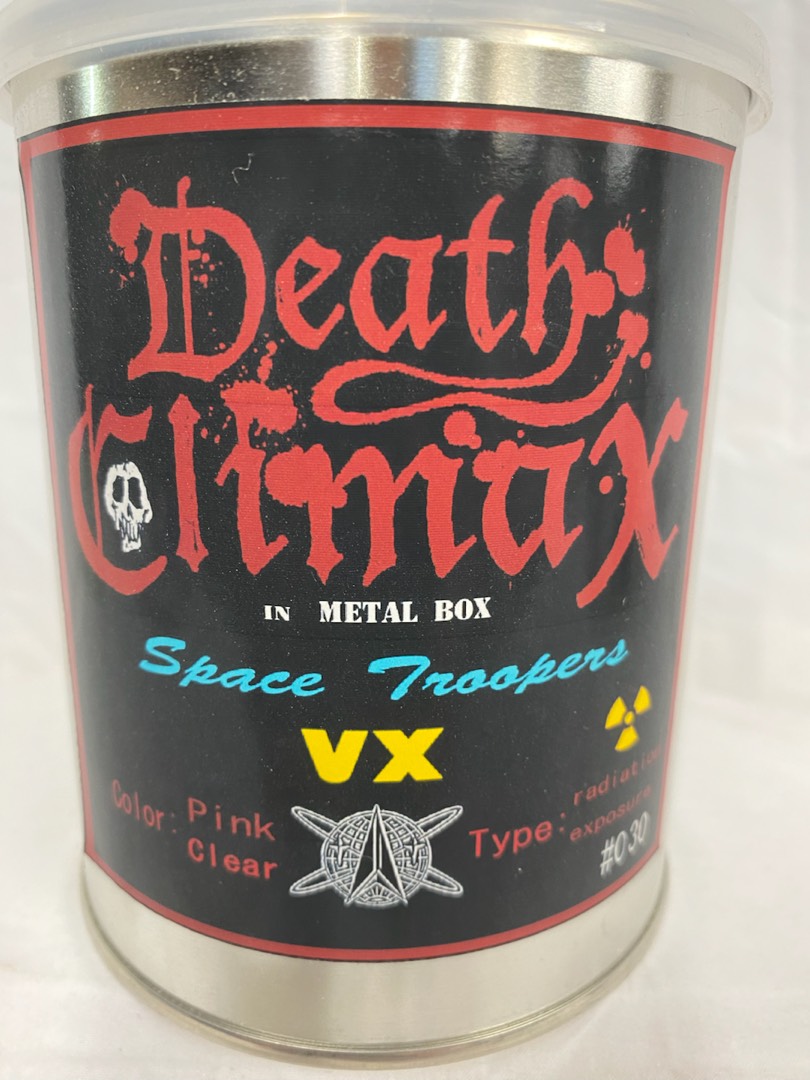 Death
Climax
IN METAL BOX
Space Troopers
VX
Color: Pink
Clear
Type: radiation
exposure
#030